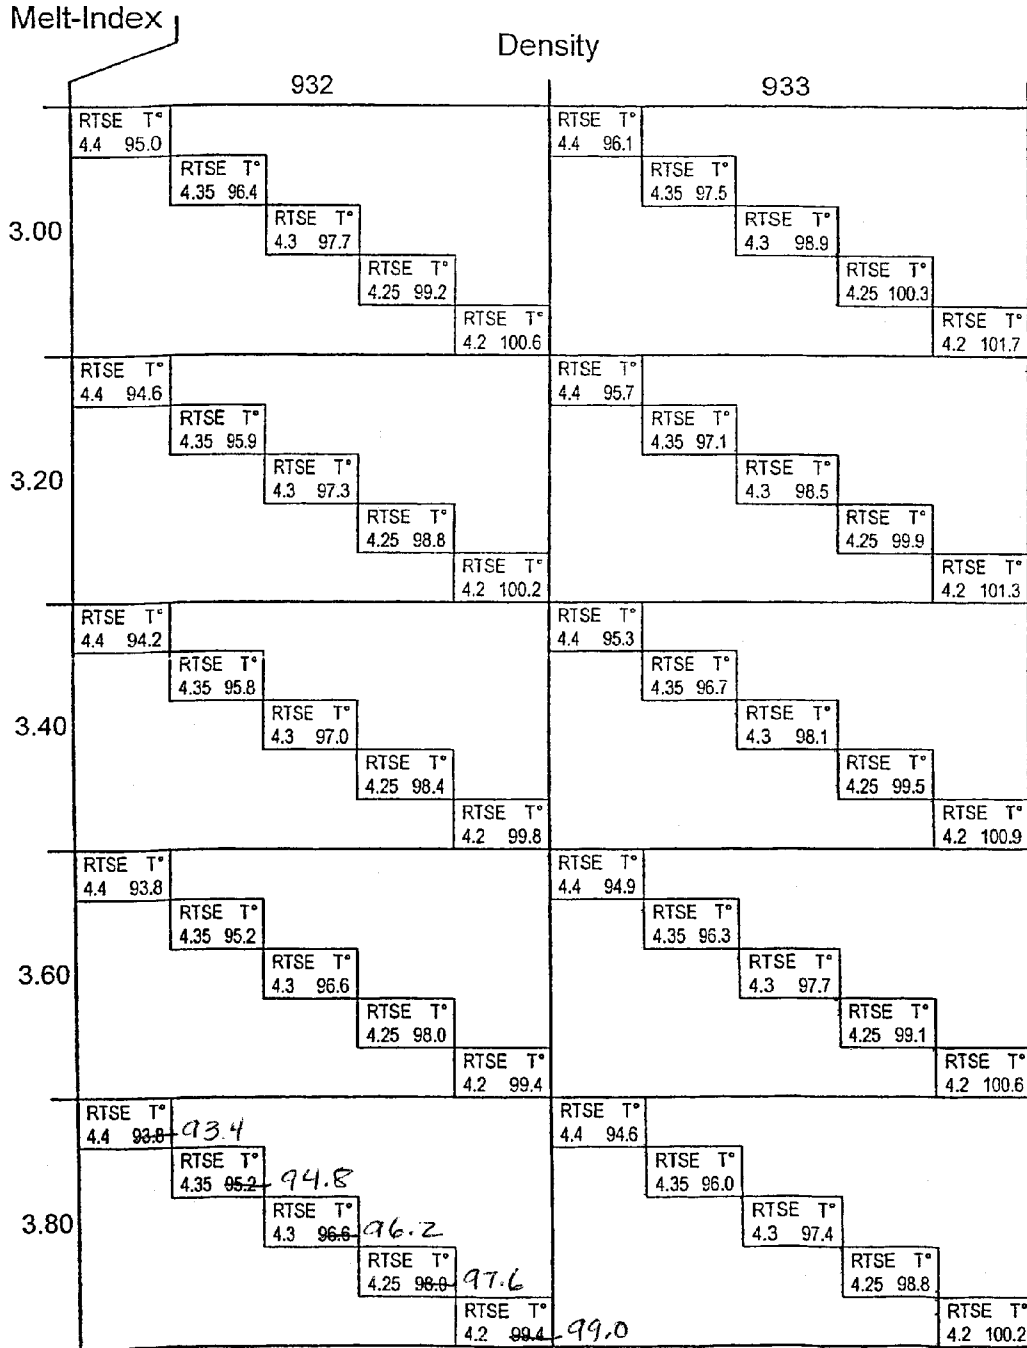 Melt-Index
Density
932 933
RTSE T° RTSE T°
4.4 95.0 4.4 96.1
RTSE T° RTSE T°
4.35 96.4 4.35 97.5
3.00
RTSE T° RTSE T°
4.3 97.7 4.3 98.9
RTSE T° RTSE T°
4.25 99.2 4.25 100.3
RTSE T° RTSE T°
4.2 100.6 4.2 101.7
RTSE T° RTSE T°
4.4 94.6 4.4 95.7
RTSE T° RTSE T°
4.35 95.9 4.35 97.1
3.20
RTSE T° RTSE T°
4.3 97.3 4.3 98.5
RTSE T° RTSE T°
4.25 98.8 4.25 99.9
RTSE T° RTSE T°
4.2 100.2 4.2 101.3
RTSE T° RTSE T°
4.4 94.2 4.4 95.3
RTSE T° RTSE T°
4.35 95.8 4.35 96.7
3.40
RTSE T° RTSE T°
4.3 97.0 4.3 98.1
RTSE T° RTSE T°
4.25 98.4 4.25 99.5
RTSE T° RTSE T°
4.2 99.8 4.2 100.9
RTSE T° RTSE T°
4.4 93.8 4.4 94.9
RTSE T° RTSE T°
4.35 95.2 4.35 96.3
3.60
RTSE T° RTSE T°
4.3 96.6 4.3 97.7
RTSE T° RTSE T°
4.25 98.0 4.25 99.1
RTSE T° RTSE T°
4.2 99.4 4.2 100.6
RTSE T° RTSE T°
4.4 93.8 93.4 4.4 94.6
RTSE T° RTSE T°
4.35 95.2 94.8 4.35 96.0
3.80
RTSE T° RTSE T°
4.3 96.6 96.2 4.3 97.4
RTSE T° RTSE T°
4.25 98.0 97.6 4.25 98.8
RTSE T° RTSE T°
4.2 99.4 99.0 4.2 100.2